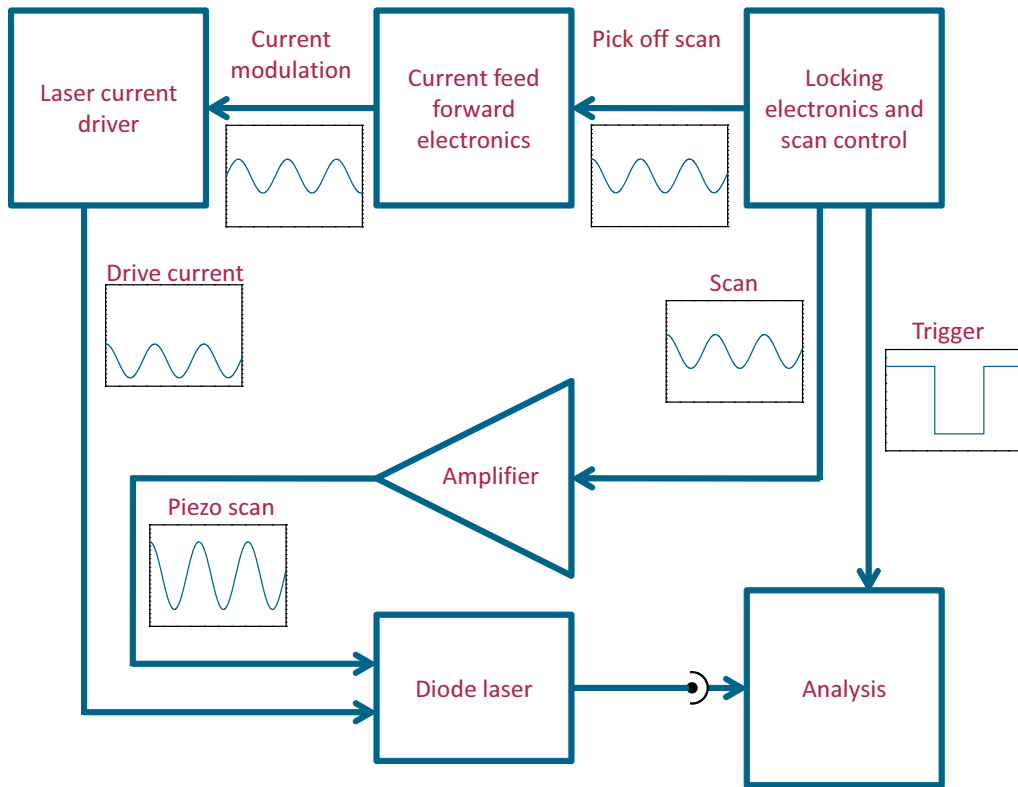 Laser current
driver
Current
modulation
Current feed
forward
electronics
Pick off scan
Locking
electronics and
scan control
Drive current
Scan
Trigger
Amplifier
Piezo scan
Diode laser
Analysis